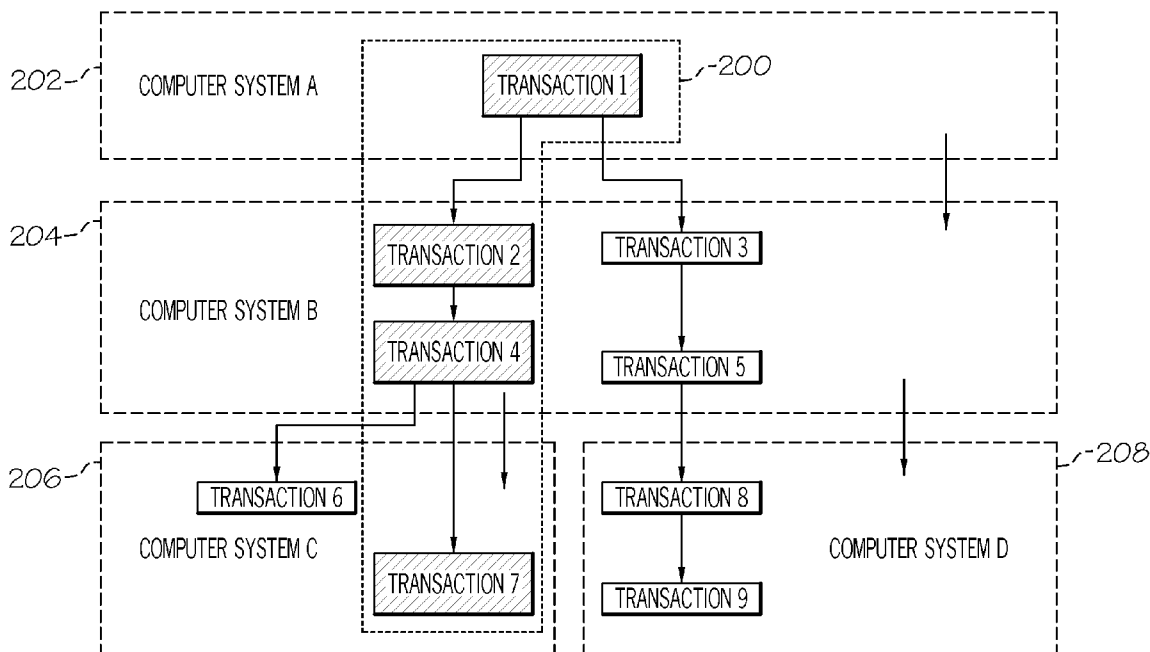 202
COMPUTER SYSTEM A
TRANSACTION 1
200
204
TRANSACTION 2
TRANSACTION 3
COMPUTER SYSTEM B
TRANSACTION 4
TRANSACTION 5
206
208
TRANSACTION 6
TRANSACTION 8
COMPUTER SYSTEM C
COMPUTER SYSTEM D
TRANSACTION 7
TRANSACTION 9